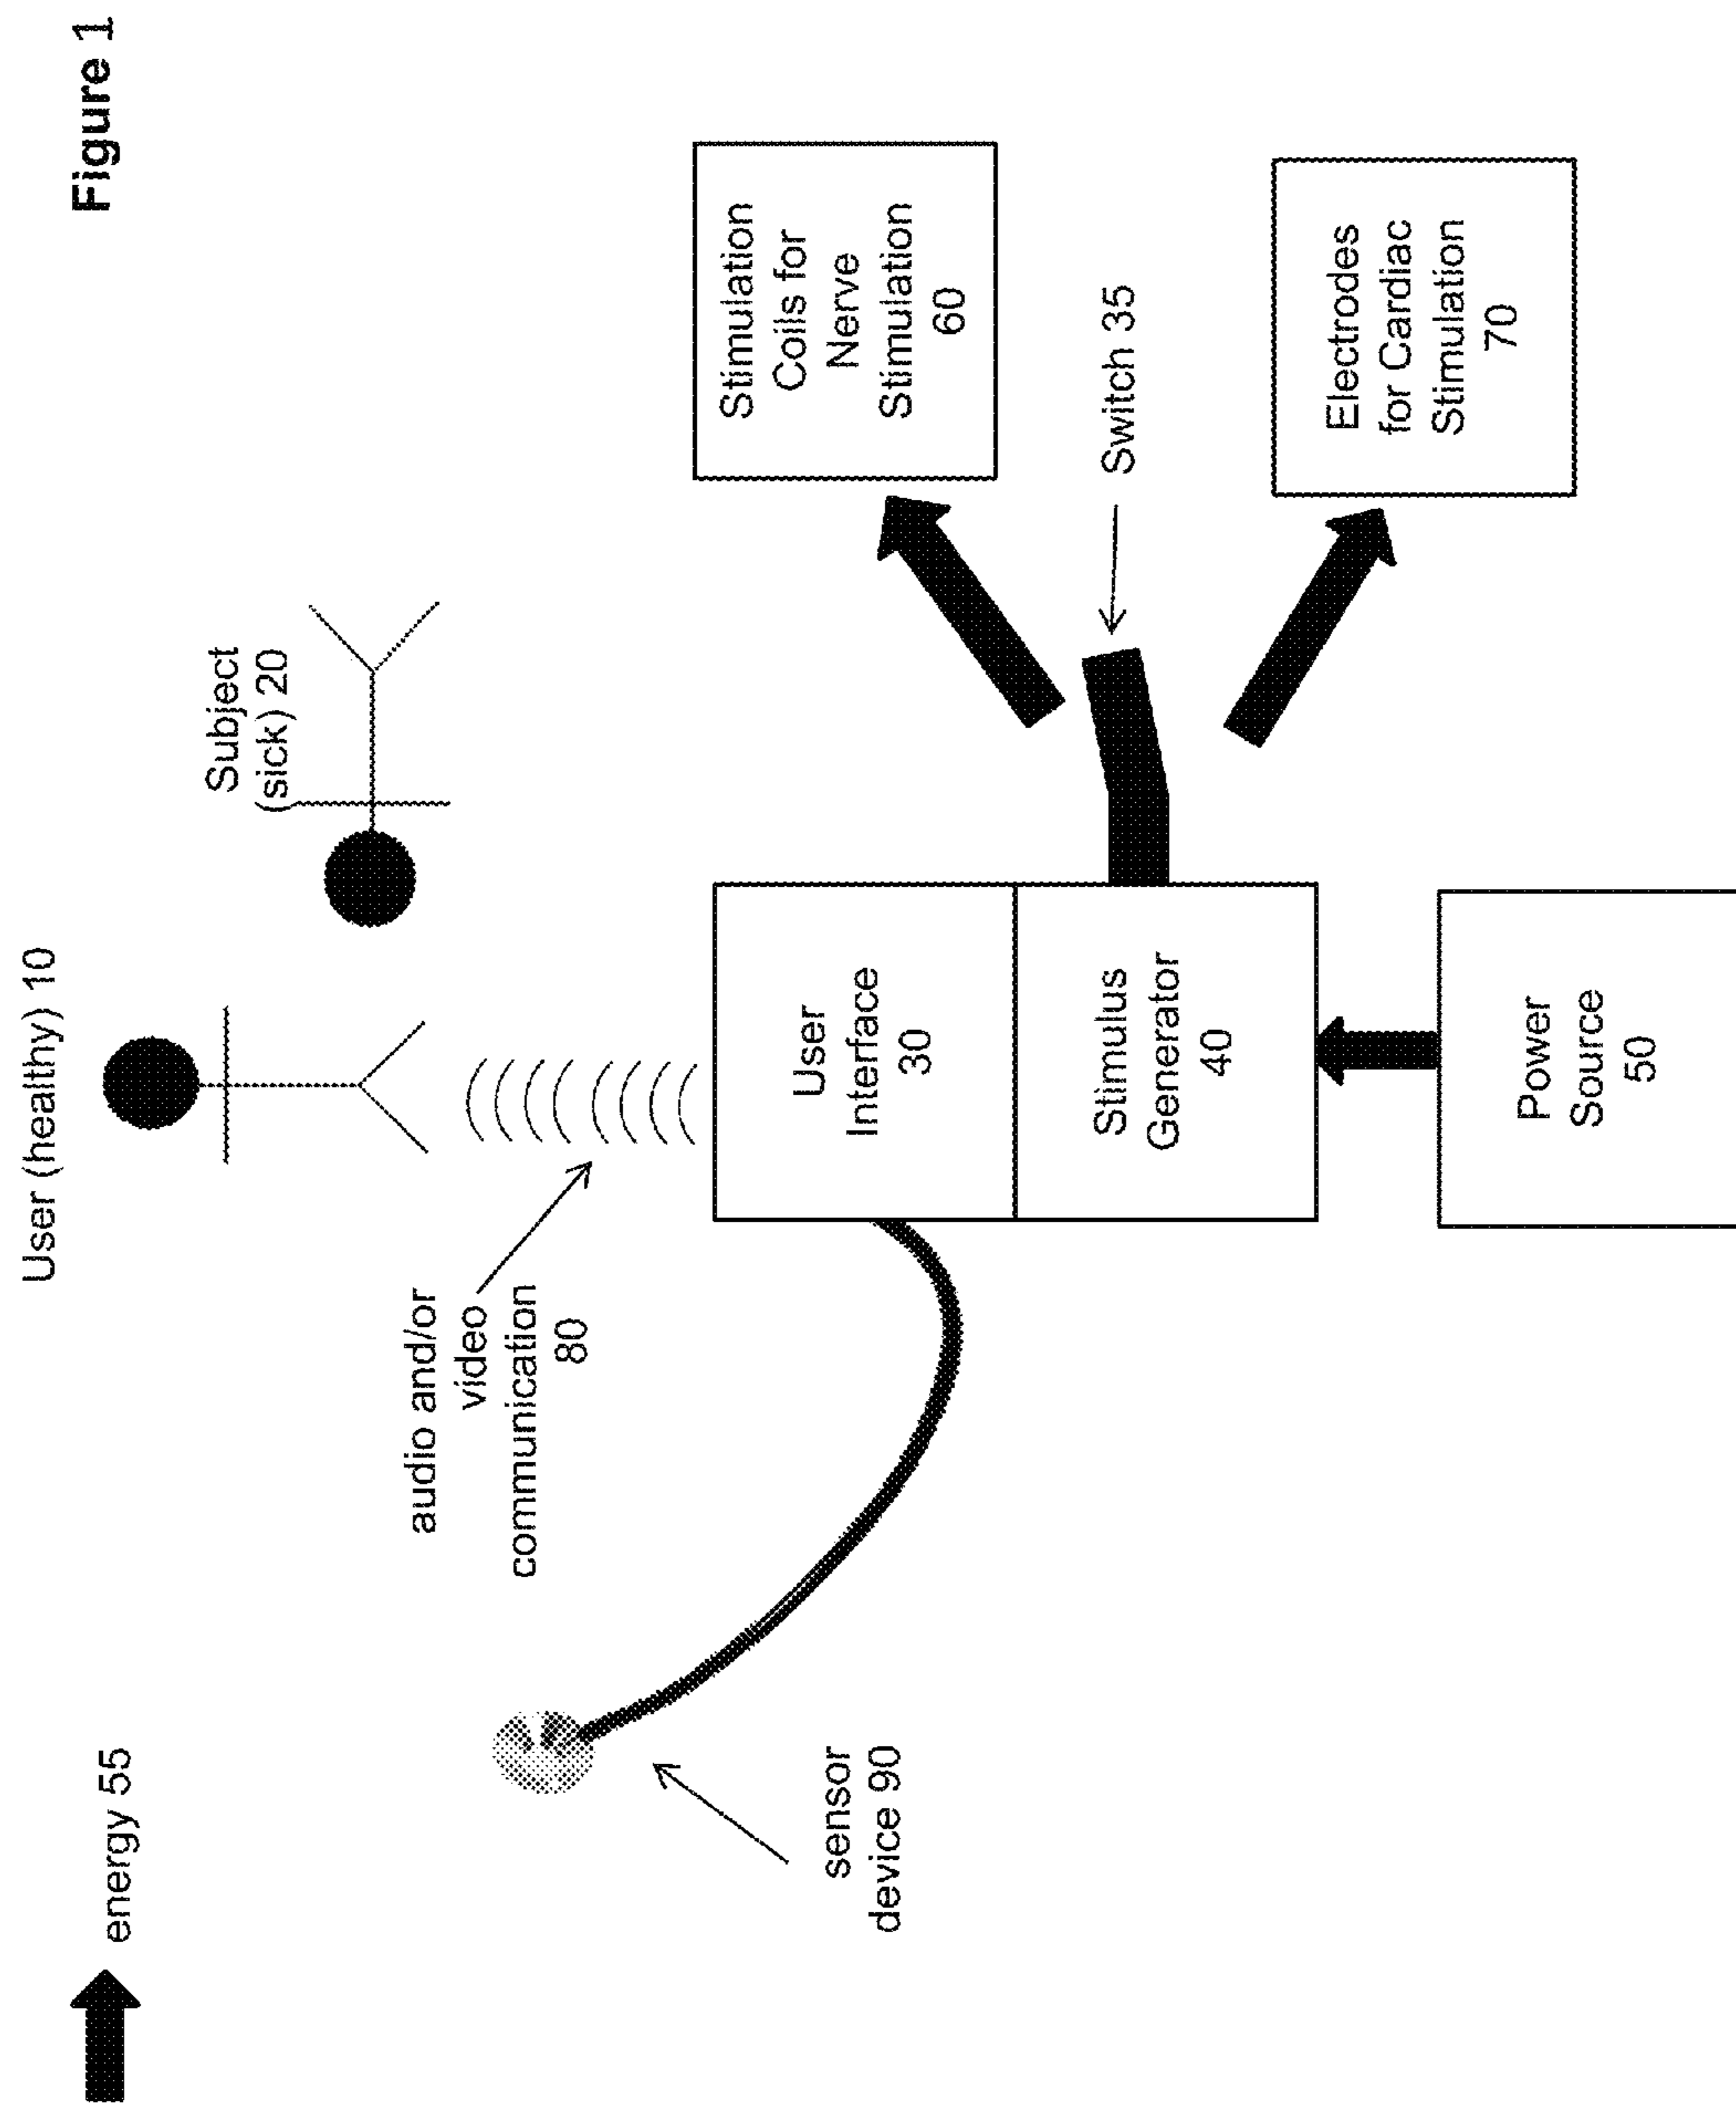 Figure 1
energy 55
User (healthy) 10
Subject
(sick) 20
audio and/or
video
communication
80
sensor
device 90
User
Interface
30
Stimulus
Generator
40
Power
Source
50
Stimulation
Coils for
Nerve
Stimulation
60
Switch 35
Electrodes
for Cardiac
Stimulation
70